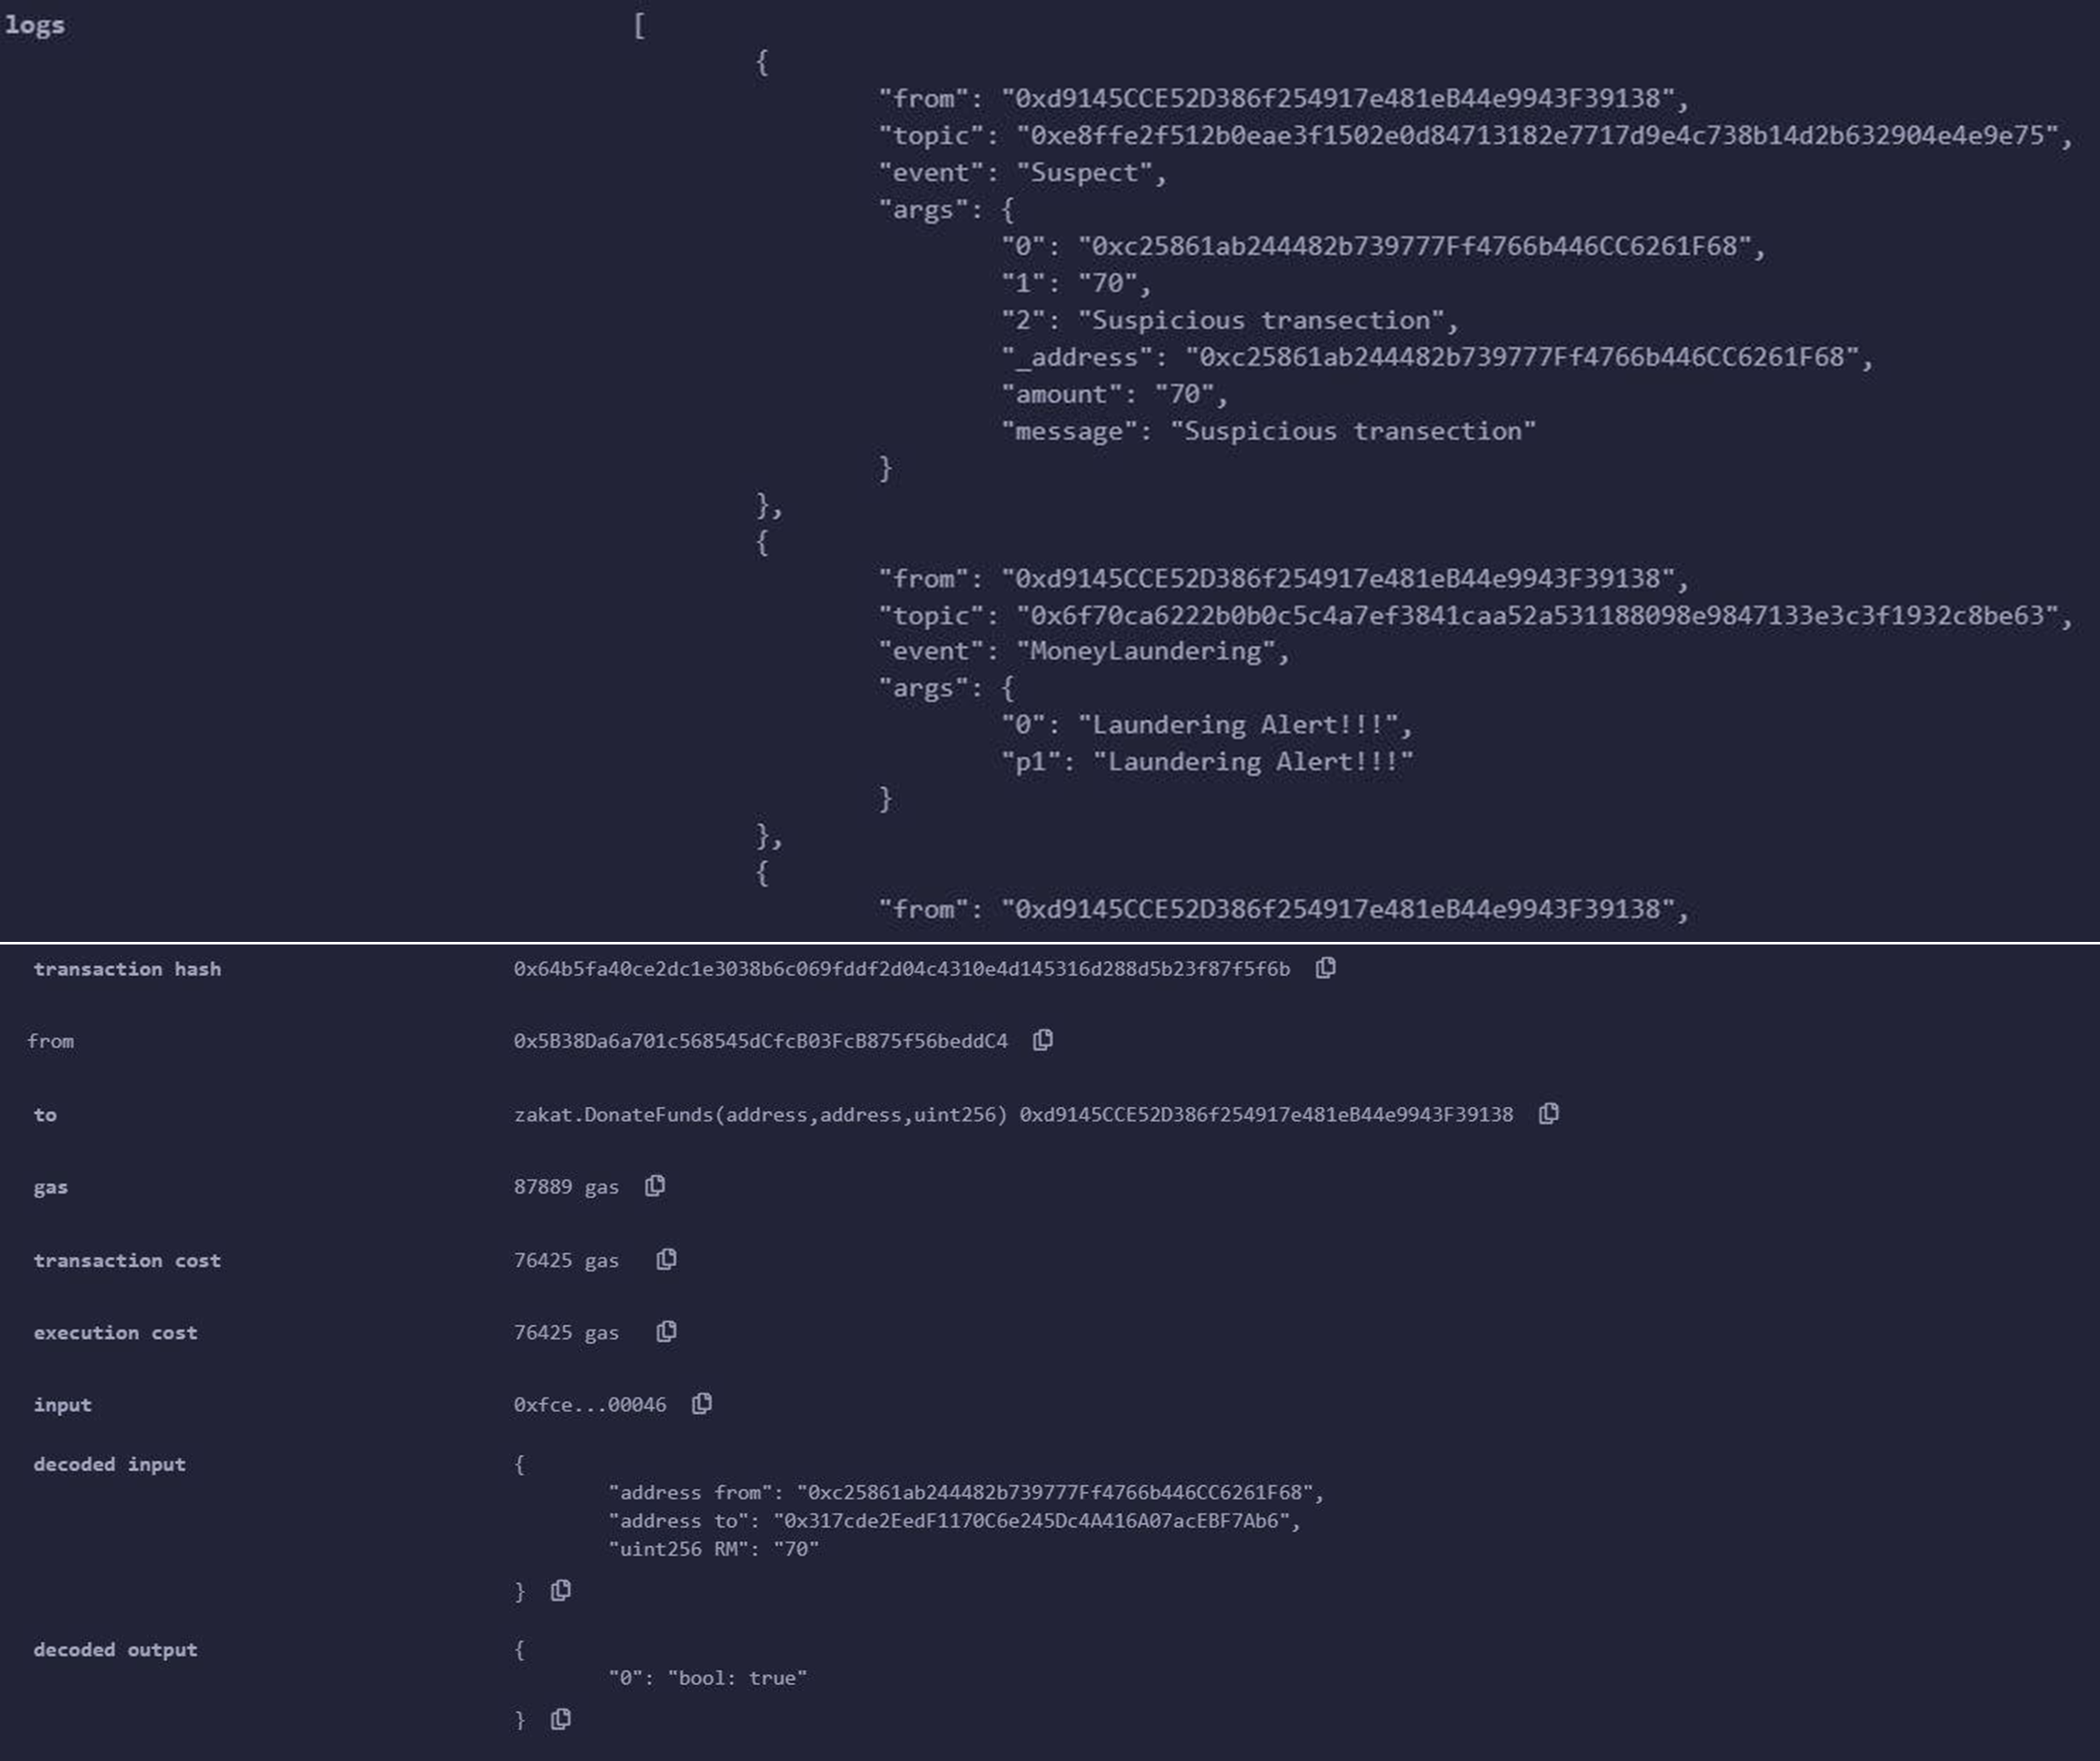 logs [
{
"from": "0xd9145CCE52D386f254917e481eB44e9943F39138",
"topic": "0xe8ffe2f512b0eae3f1502e0d84713182e7717d9e4c738b14d2b632904e4e9e75",
"event": "Suspect",
"args": {
"0": "0xc25861ab244482b739777Ff4766b446CC6261F68",
"1": "70",
"2": "Suspicious transection",
"_address": "0xc25861ab244482b739777Ff4766b446CC6261F68",
"amount": "70",
"message": "Suspicious transection"
}
},
{
"from": "0xd9145CCE52D386f254917e481eB44e9943F39138",
"topic": "0x6f70ca6222b0b0c5c4a7ef3841caa52a531188098e9847133e3c3f1932c8be63",
"event": "MoneyLaundering",
"args": {
"0": "Laundering Alert!!!",
"p1": "Laundering Alert!!!"
}
},
{
"from": "0xd9145CCE52D386f254917e481eB44e9943F39138",
transaction hash 0x64b5fa40ce2dc1e3038b6c069fddf2d04c4310e4d145316d288d5b23f87f5f6b
from 0x5B38Da6a701c568545dCfcB03FcB875f56beddC4
to zakat.DonateFunds(address,address,uint256) 0xd9145CCE52D386f254917e481eB44e9943F39138
gas 87889 gas
transaction cost 76425 gas
execution cost 76425 gas
input 0xfce...00046
decoded input {
"address from": "0xc25861ab244482b739777Ff4766b446CC6261F68",
"address to": "0x317cde2EedF1170C6e245Dc4A416A07acEBF7Ab6",
"uint256 RM": "70"
}
decoded output {
"0": "bool: true"
}